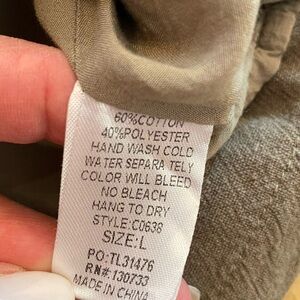 60%COTTON
40%POLYESTER
HAND WASH COLD
WATER SEPARA TELY
COLOR WILL BLEED
NO BLEACH
HANG TO DRY
STYLE:C0638
SIZE:L
PO:TL31476
RN#:130733
MADE IN CHINA